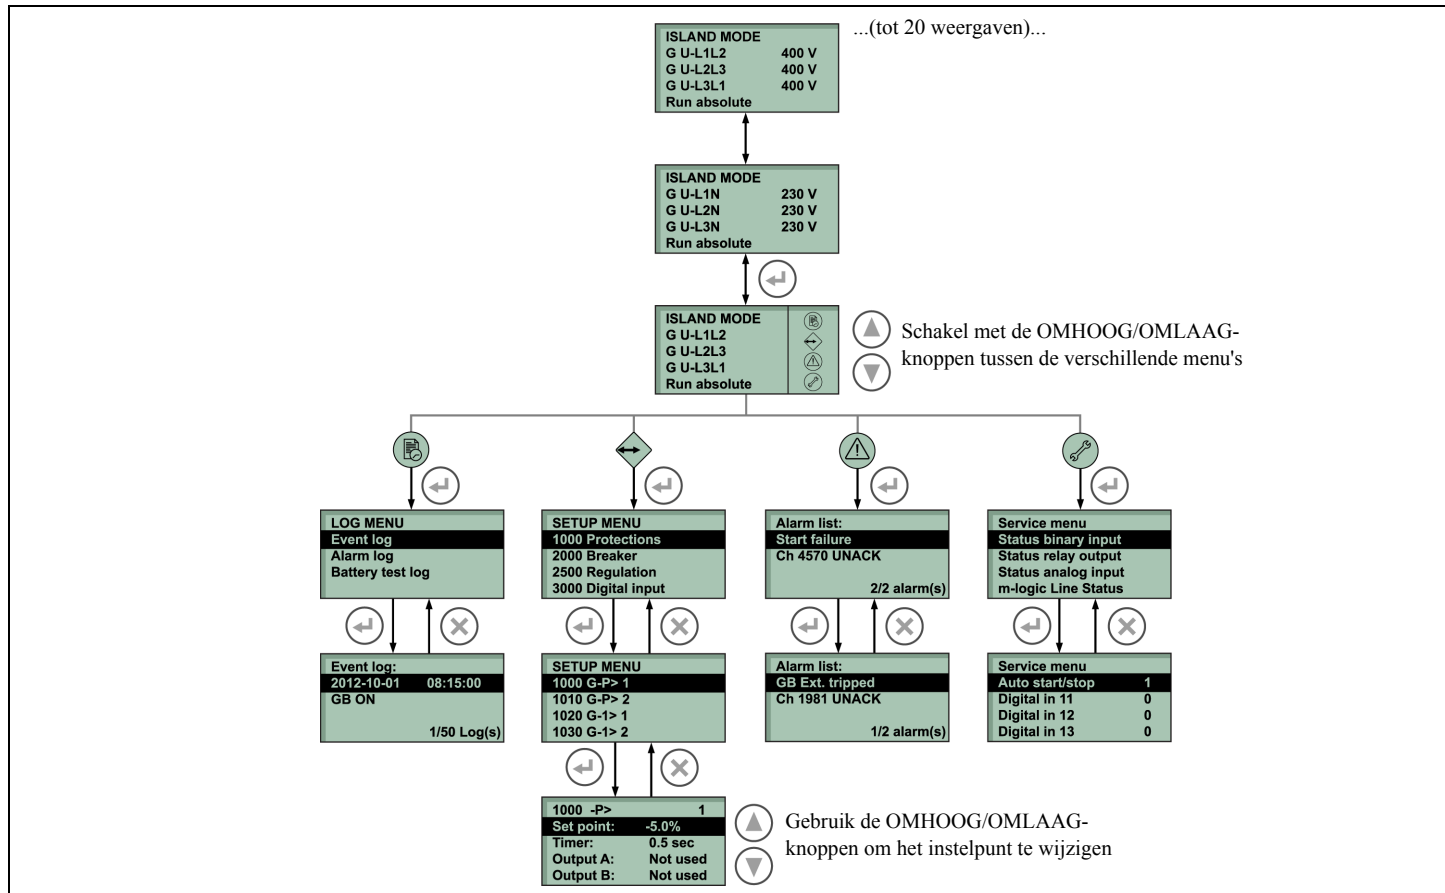 ISLAND MODE
G U-L1L2 400 V
G U-L2L3 400 V
G U-L3L1 400 V
Run absolute
...(tot 20 weergaven)...
ISLAND MODE
G U-L1N 230 V
G U-L2N 230 V
G U-L3N 230 V
Run absolute
ISLAND MODE
G U-L1L2
G U-L2L3
G U-L3L1
Run absolute
Schakel met de OMHOOG/OMLAAG-
knoppen tussen de verschillende menu's
LOG MENU
Event log
Alarm log
Battery test log
SETUP MENU
1000 Protections
2000 Breaker
2500 Regulation
3000 Digital input
Alarm list:
Start failure
Ch 4570 UNACK
2/2 alarm(s)
Service menu
Status binary input
Status relay output
Status analog input
m-logic Line Status
Event log:
2012-10-01 08:15:00
GB ON
1/50 Log(s)
SETUP MENU
1000 G-P> 1
1010 G-P> 2
1020 G-1> 1
1030 G-1> 2
Alarm list:
GB Ext. tripped
Ch 1981 UNACK
1/2 alarm(s)
Service menu
Auto start/stop 1
Digital in 11 0
Digital in 12 0
Digital in 13 0
1000 -P> 1
Set point: -5.0%
Timer: 0.5 sec
Output A: Not used
Output B: Not used
Gebruik de OMHOOG/OMLAAG-
knoppen om het instelpunt te wijzigen